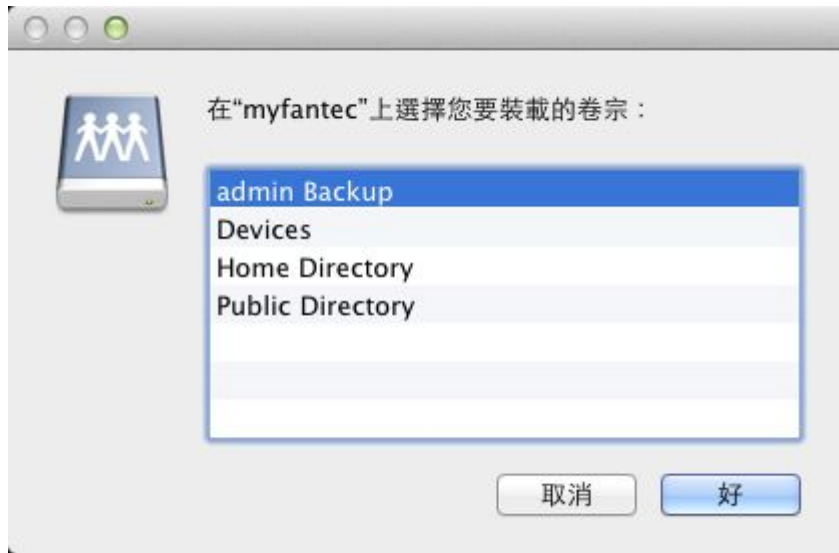 在“myfantec”上選擇您要裝載的卷宗：
admin Backup
Devices
Home Directory
Public Directory
取消
好